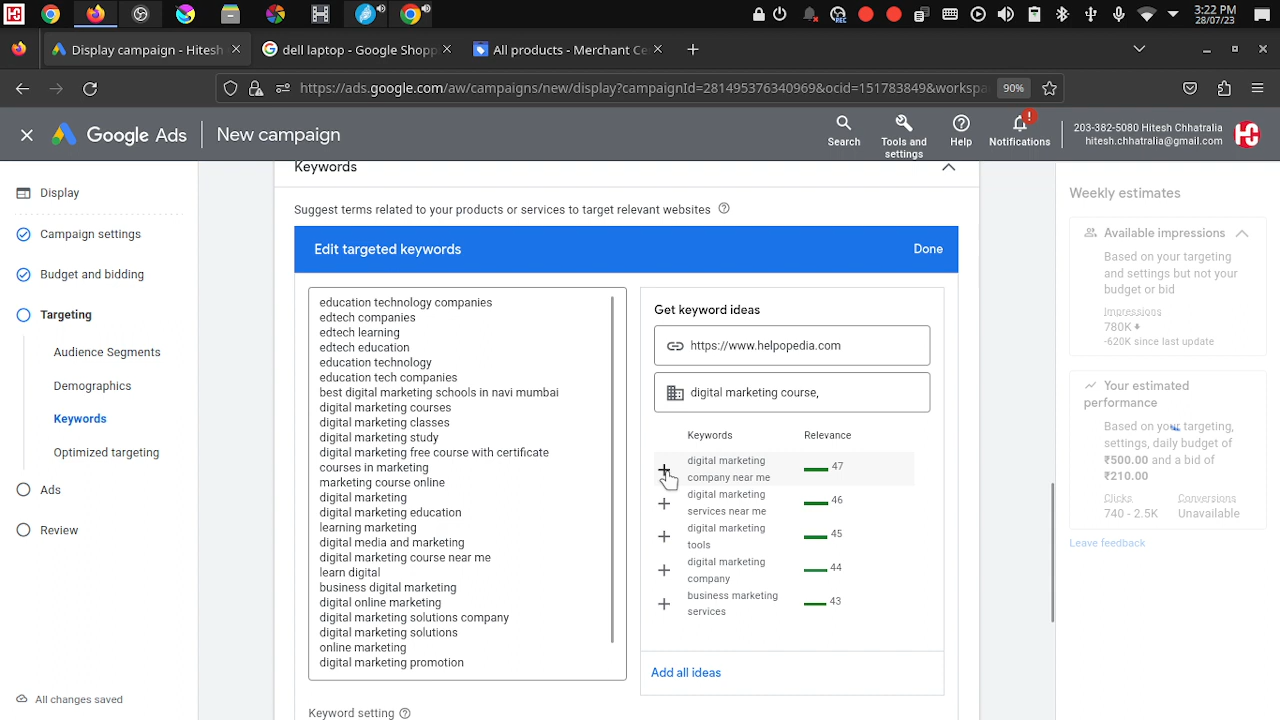 3:22 PM
28/07/23
REC
Display campaign - Hitesh
dell laptop - Google Shopp
All products - Merchant Ce
https://ads.google.com/aw/campaigns/new/display?campaignId=281495376340969&ocid=151783849&workspa
90%
Google Ads
New campaign
Search
Tools and settings
Help
Notifications
203-382-5080 Hitesh Chhatralia
hitesh.chhatralia@gmail.com
Display
Campaign settings
Budget and bidding
Targeting
Audience Segments
Demographics
Keywords
Optimized targeting
Ads
Review
All changes saved
Keywords
Suggest terms related to your products or services to target relevant websites
Edit targeted keywords
Done
education technology companies
edtech companies
edtech learning
edtech education
education technology
education tech companies
best digital marketing schools in navi mumbai
digital marketing courses
digital marketing classes
digital marketing study
digital marketing free course with certificate
courses in marketing
marketing course online
digital marketing
digital marketing education
learning marketing
digital media and marketing
digital marketing course near me
learn digital
business digital marketing
digital online marketing
digital marketing solutions company
digital marketing solutions
online marketing
digital marketing promotion
Get keyword ideas
https://www.helpopedia.com
digital marketing course,
Keywords
Relevance
digital marketing
company near me
47
digital marketing
services near me
46
digital marketing
tools
45
digital marketing
company
44
business marketing
services
43
Add all ideas
Keyword setting
Weekly estimates
Available impressions
Based on your targeting
and settings but not your
budget or bid
Impressions
780K
-620K since last update
Your estimated
performance
Based on your targeting,
settings, daily budget of
₹500.00 and a bid of
₹210.00
Clicks
Conversions
740 - 2.5K
Unavailable
Leave feedback